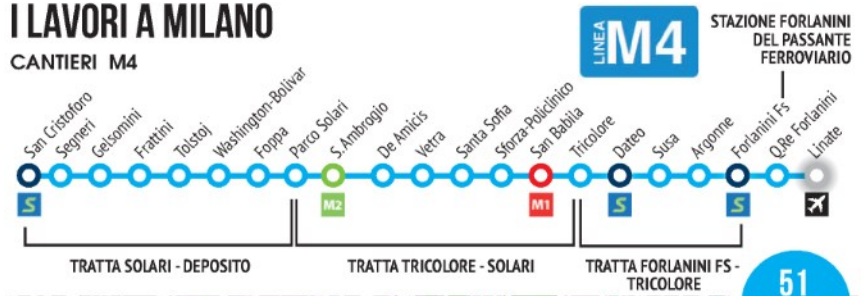 I LAVORI A MILANO
CANTIERI M4
LINEA
M4
STAZIONE FORLANINI
DEL PASSANTE
FERROVIARIO
San Cristoforo
Segneri
Gelsomini
Frattini
Tolstoj
Washington-Bolivar
Foppa
Parco Solari
S.Ambrogio
De Amicis
Vetra
Santa Sofia
Sforza-Policlinico
San Babila
Tricolore
Dateo
Susa
Argonne
Forlanini Fs
Q.Re Forlanini
Linate
S
M2
M1
S
S
TRATTA SOLARI - DEPOSITO
TRATTA TRICOLORE - SOLARI
TRATTA FORLANINI FS -
TRICOLORE
51